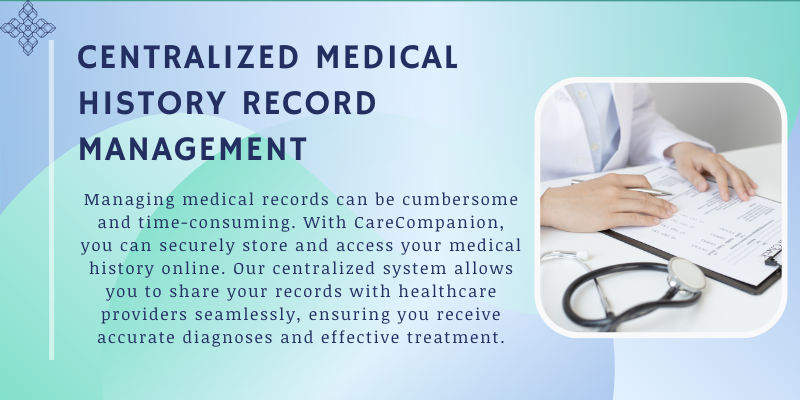 CENTRALIZED MEDICAL
HISTORY RECORD
MANAGEMENT
Managing medical records can be cumbersome
and time-consuming. With CareCompanion,
you can securely store and access your medical
history online. Our centralized system allows
you to share your records with healthcare
providers seamlessly, ensuring you receive
accurate diagnoses and effective treatment.